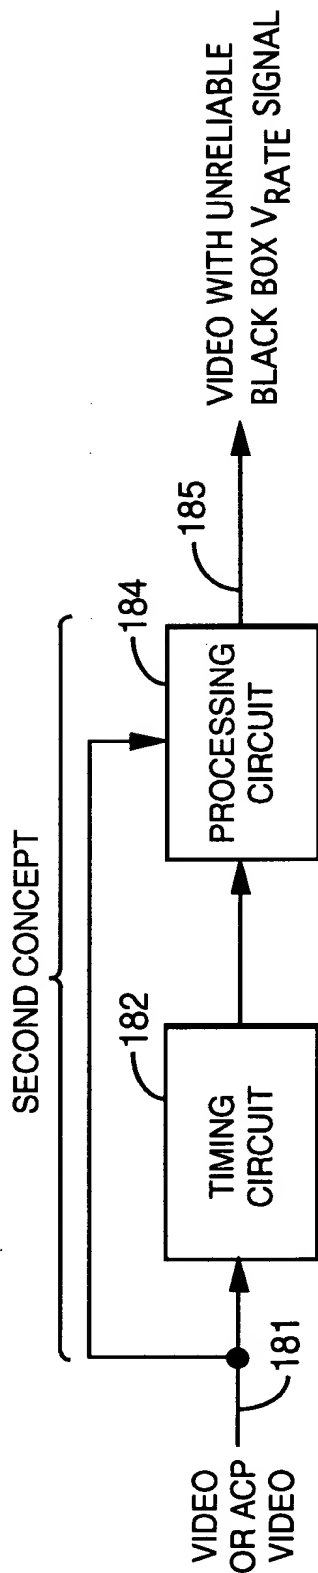 SECOND CONCEPT
VIDEO
OR ACP
VIDEO
181
TIMING
CIRCUIT
182
PROCESSING
CIRCUIT
184
185
VIDEO WITH UNRELIABLE
BLACK BOX VRATE SIGNAL